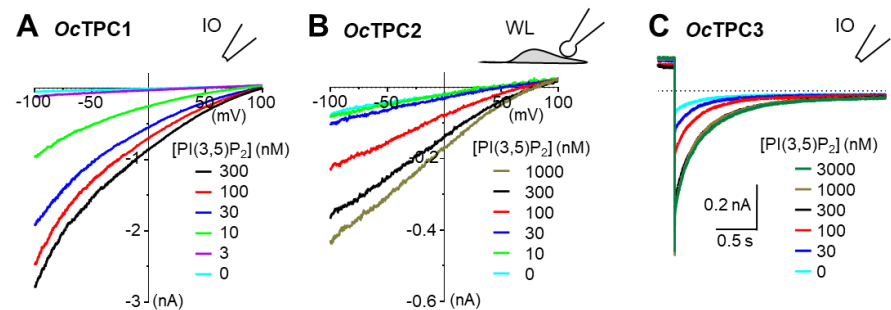 A OcTPC1 IO
-100 -50 50 100
(mV)
[PI(3,5)P2] (nM)
300
100
30
10
3
0
-1
-2
-3 (nA)
B OcTPC2 WL
-100 -50 50 100
(mV)
[PI(3,5)P2] (nM)
1000
300
100
30
10
0
-0.2
-0.4
-0.6 (nA)
C OcTPC3 IO
[PI(3,5)P2] (nM)
3000
1000
300
100
30
0
0.2 nA
0.5 s